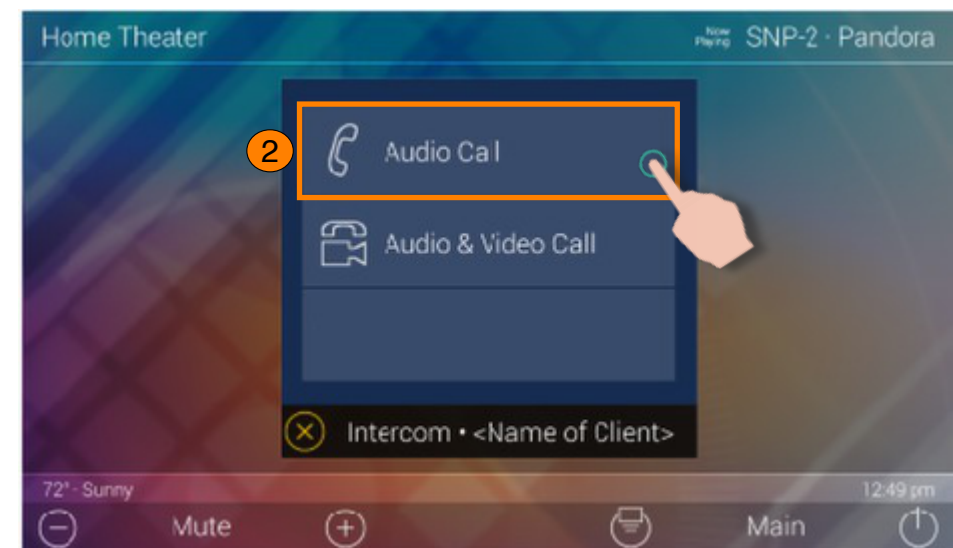 Home Theater
Now Playing SNP-2 · Pandora
2
Audio Call
Audio & Video Call
Intercom • <Name of Client>
72° - Sunny
12:49 pm
Mute
Main